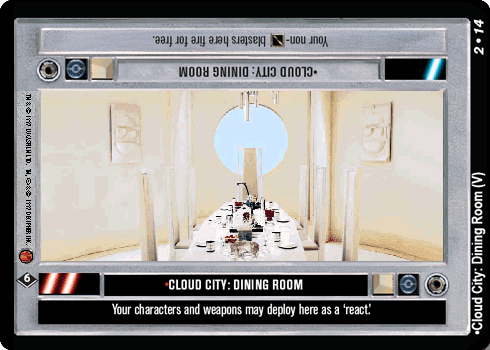 Your non- blasters here fire for free.
•CLOUD CITY: DINING ROOM
6
•CLOUD CITY: DINING ROOM
Your characters and weapons may deploy here as a 'react.'
2 • 14
•Cloud City: Dining Room (V)